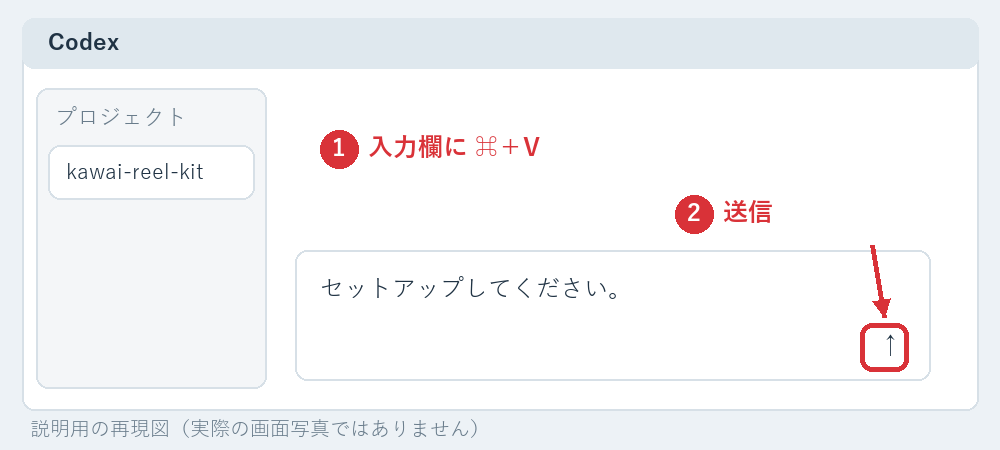 Codex
プロジェクト
kawai-reel-kit
1 入力欄に ⌘＋V
2 送信
セットアップしてください。
↑
説明用の再現図（実際の画面写真ではありません）